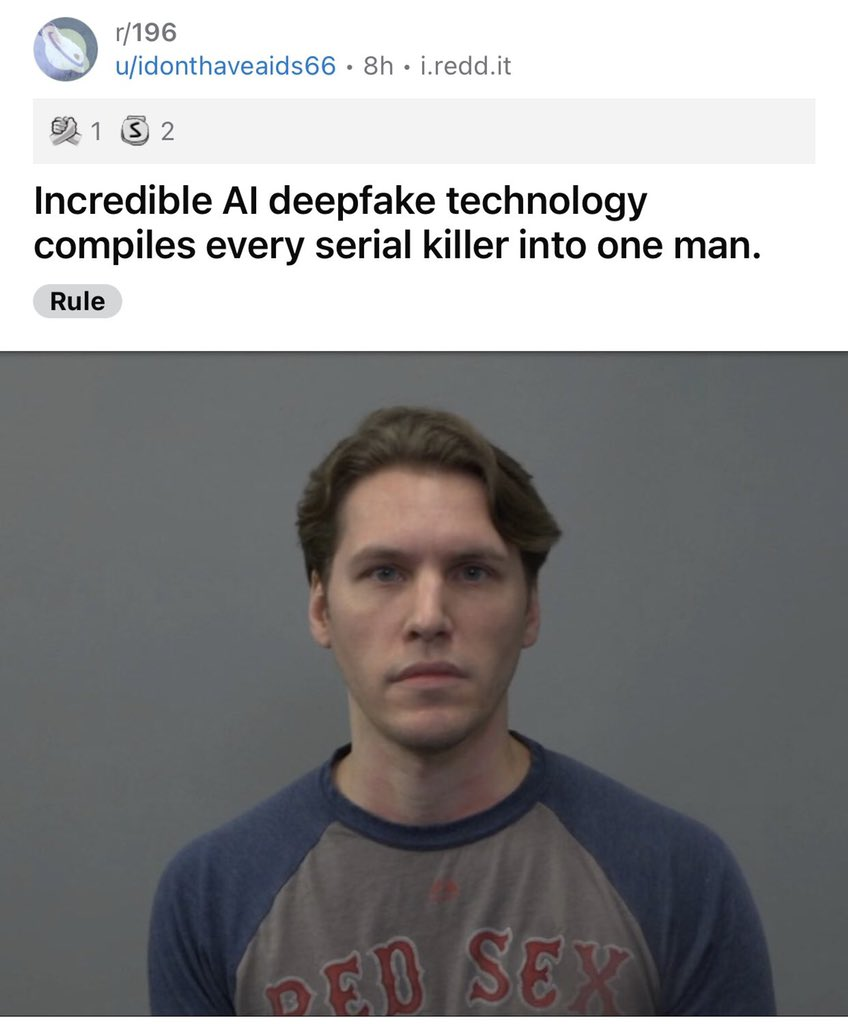 r/196
u/idonthaveaids66 • 8h • i.redd.it
1 S 2
Incredible AI deepfake technology
compiles every serial killer into one man.
Rule
RED SEX